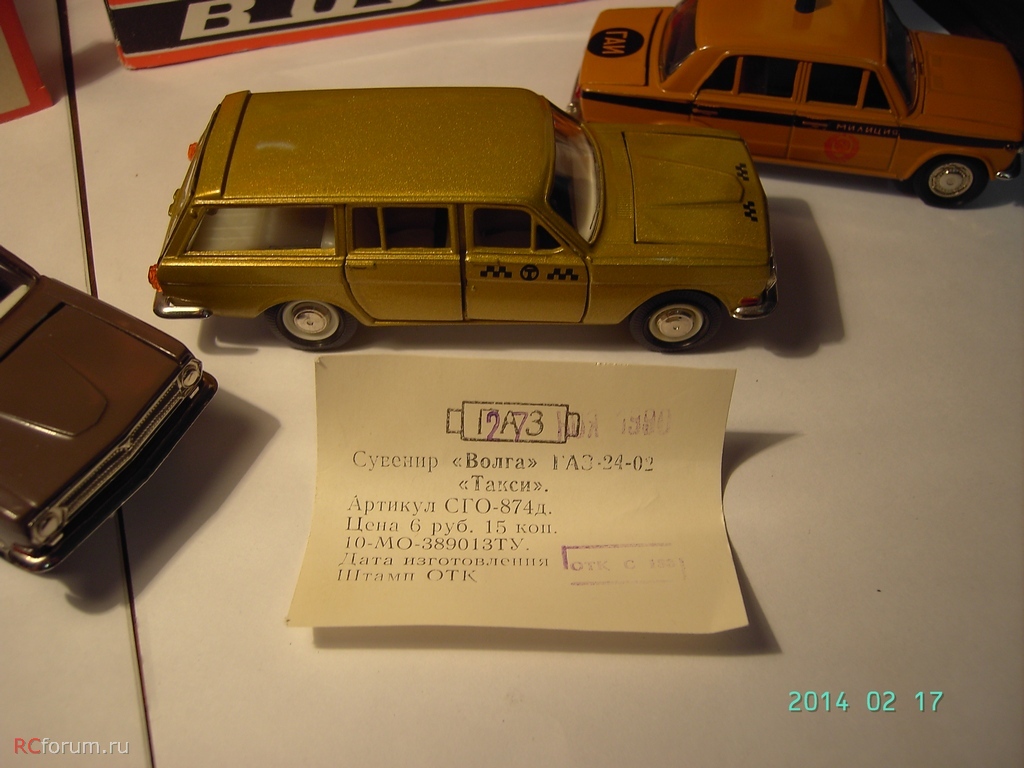 ГАИ
МИЛИЦИЯ
Т
ГАЗ
27
Сувенир «Волга» ГАЗ-24-02
«Такси».
Артикул СГО-874д.
Цена 6 руб. 15 коп.
10-МО-389013ТУ.
Дата изготовления
Штамп ОТК
ОТК С
2014 02 17
RCforum.ru